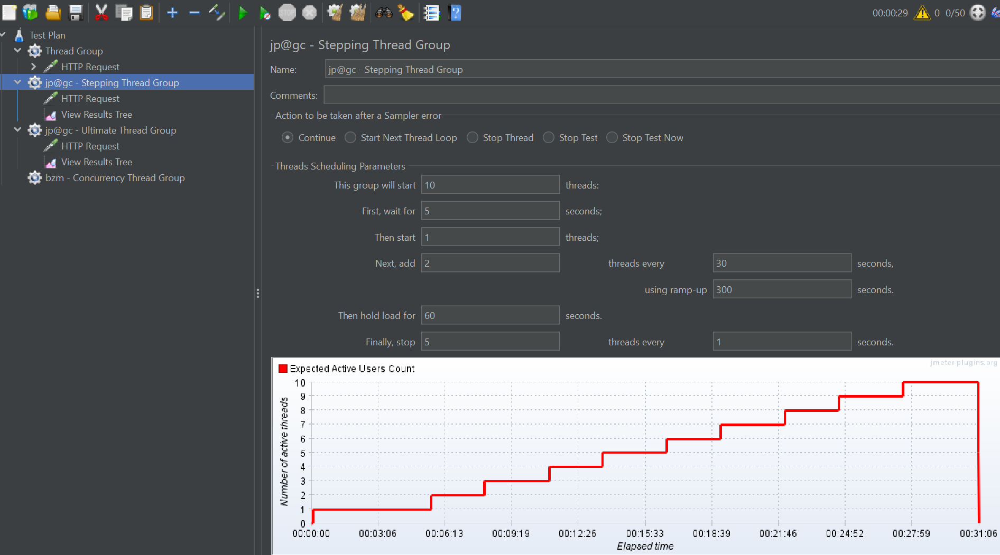 STOP
00:00:29 0 0/50
Test Plan
Thread Group
HTTP Request
jp@gc - Stepping Thread Group
HTTP Request
View Results Tree
jp@gc - Ultimate Thread Group
HTTP Request
View Results Tree
bzm - Concurrency Thread Group
jp@gc - Stepping Thread Group
Name: jp@gc - Stepping Thread Group
Comments:
Action to be taken after a Sampler error
Continue Start Next Thread Loop Stop Thread Stop Test Stop Test Now
Threads Scheduling Parameters
This group will start 10 threads:
First, wait for 5 seconds;
Then start 1 threads;
Next, add 2 threads every 30 seconds,
using ramp-up 300 seconds.
Then hold load for 60 seconds.
Finally, stop 5 threads every 1 seconds.
jmeter-plugins.org
Expected Active Users Count
Number of active threads
10
9
8
7
6
5
4
3
2
1
0
00:00:00 00:03:06 00:06:13 00:09:19 00:12:26 00:15:33 00:18:39 00:21:46 00:24:52 00:27:59 00:31:06
Elapsed time